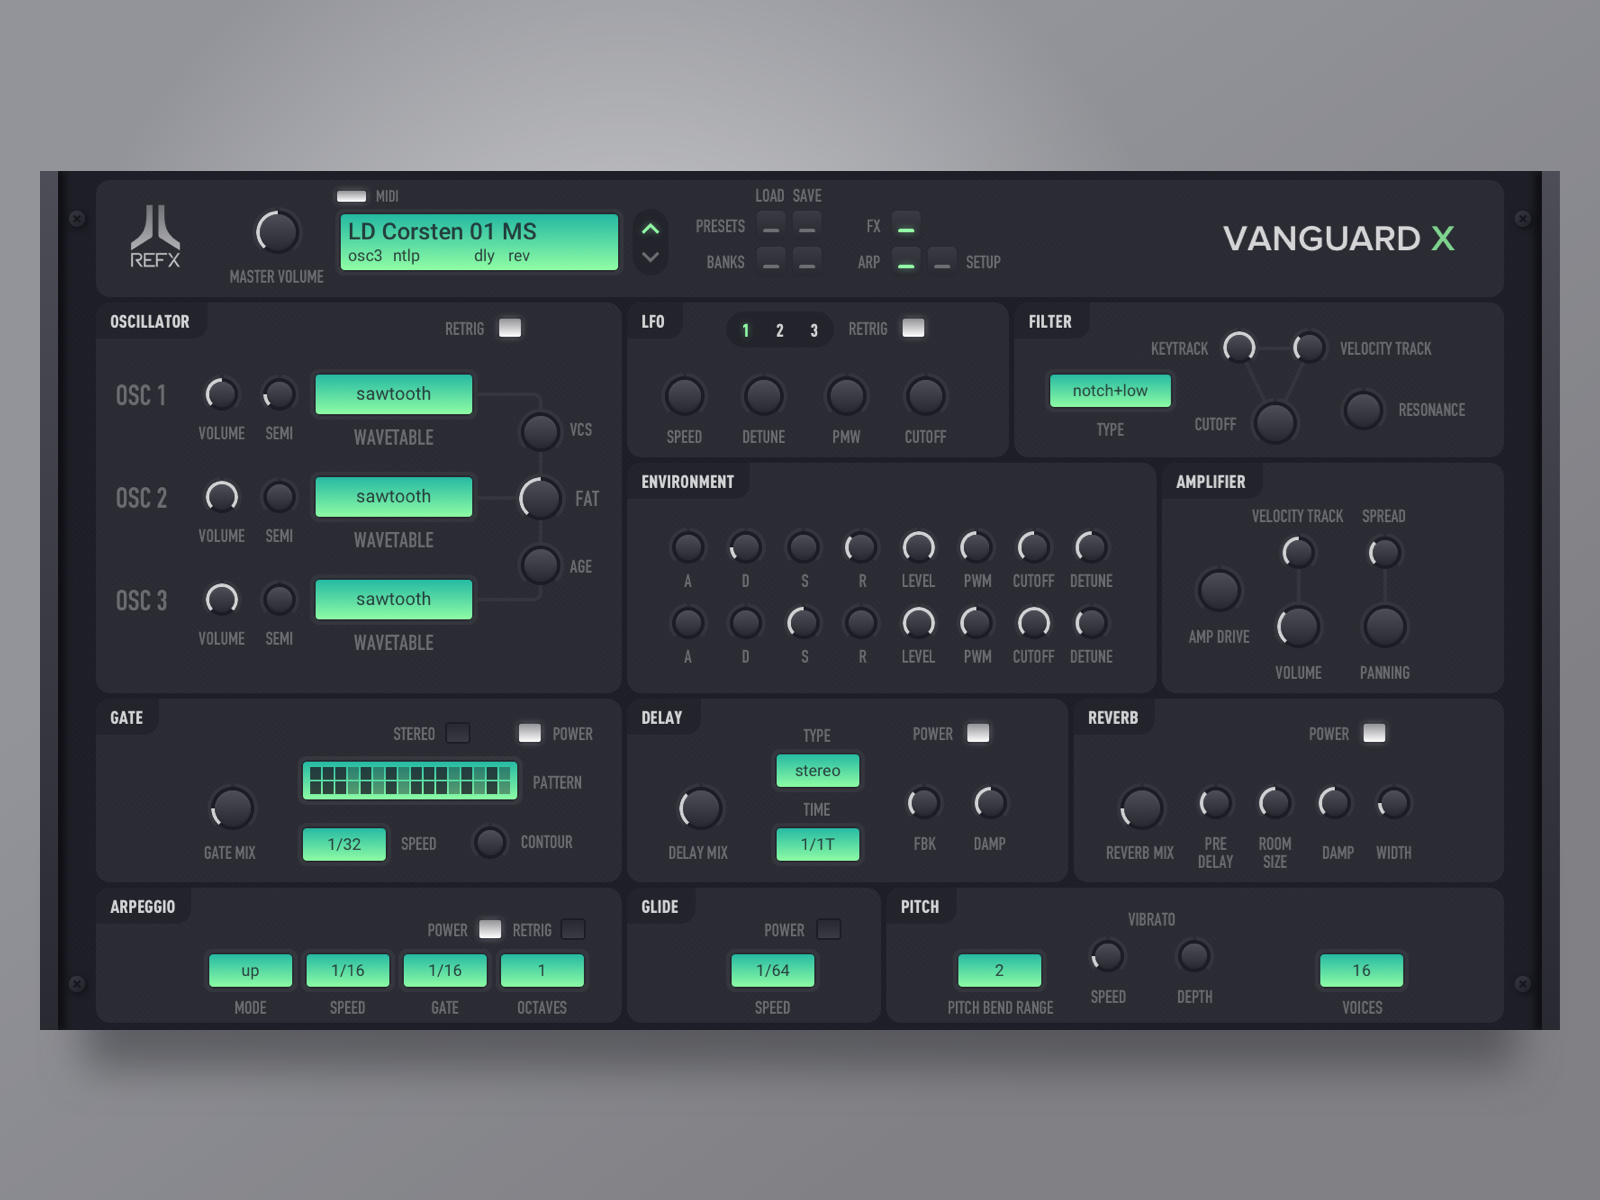 MIDI
LOAD SAVE
LD Corsten 01 MS
osc3 ntlp dly rev
REFX
MASTER VOLUME
PRESETS
BANKS
FX
ARP
SETUP
VANGUARD X
OSCILLATOR
RETRIG
OSC 1
VOLUME
SEMI
sawtooth
WAVETABLE
VCS
OSC 2
VOLUME
SEMI
sawtooth
WAVETABLE
FAT
OSC 3
VOLUME
SEMI
sawtooth
WAVETABLE
AGE
LFO
1 2 3
RETRIG
SPEED
DETUNE
PMW
CUTOFF
FILTER
KEYTRACK
VELOCITY TRACK
notch+low
TYPE
CUTOFF
RESONANCE
ENVIRONMENT
A D S R LEVEL PWM CUTOFF DETUNE
A D S R LEVEL PWM CUTOFF DETUNE
AMPLIFIER
VELOCITY TRACK
SPREAD
AMP DRIVE
VOLUME
PANNING
GATE
STEREO
POWER
PATTERN
GATE MIX
1/32
SPEED
CONTOUR
DELAY
TYPE
stereo
POWER
TIME
1/1T
DELAY MIX
FBK
DAMP
REVERB
POWER
REVERB MIX
PRE
DELAY
ROOM
SIZE
DAMP
WIDTH
ARPEGGIO
POWER
RETRIG
up
1/16
1/16
1
MODE
SPEED
GATE
OCTAVES
GLIDE
POWER
1/64
SPEED
PITCH
VIBRATO
2
PITCH BEND RANGE
SPEED
DEPTH
16
VOICES